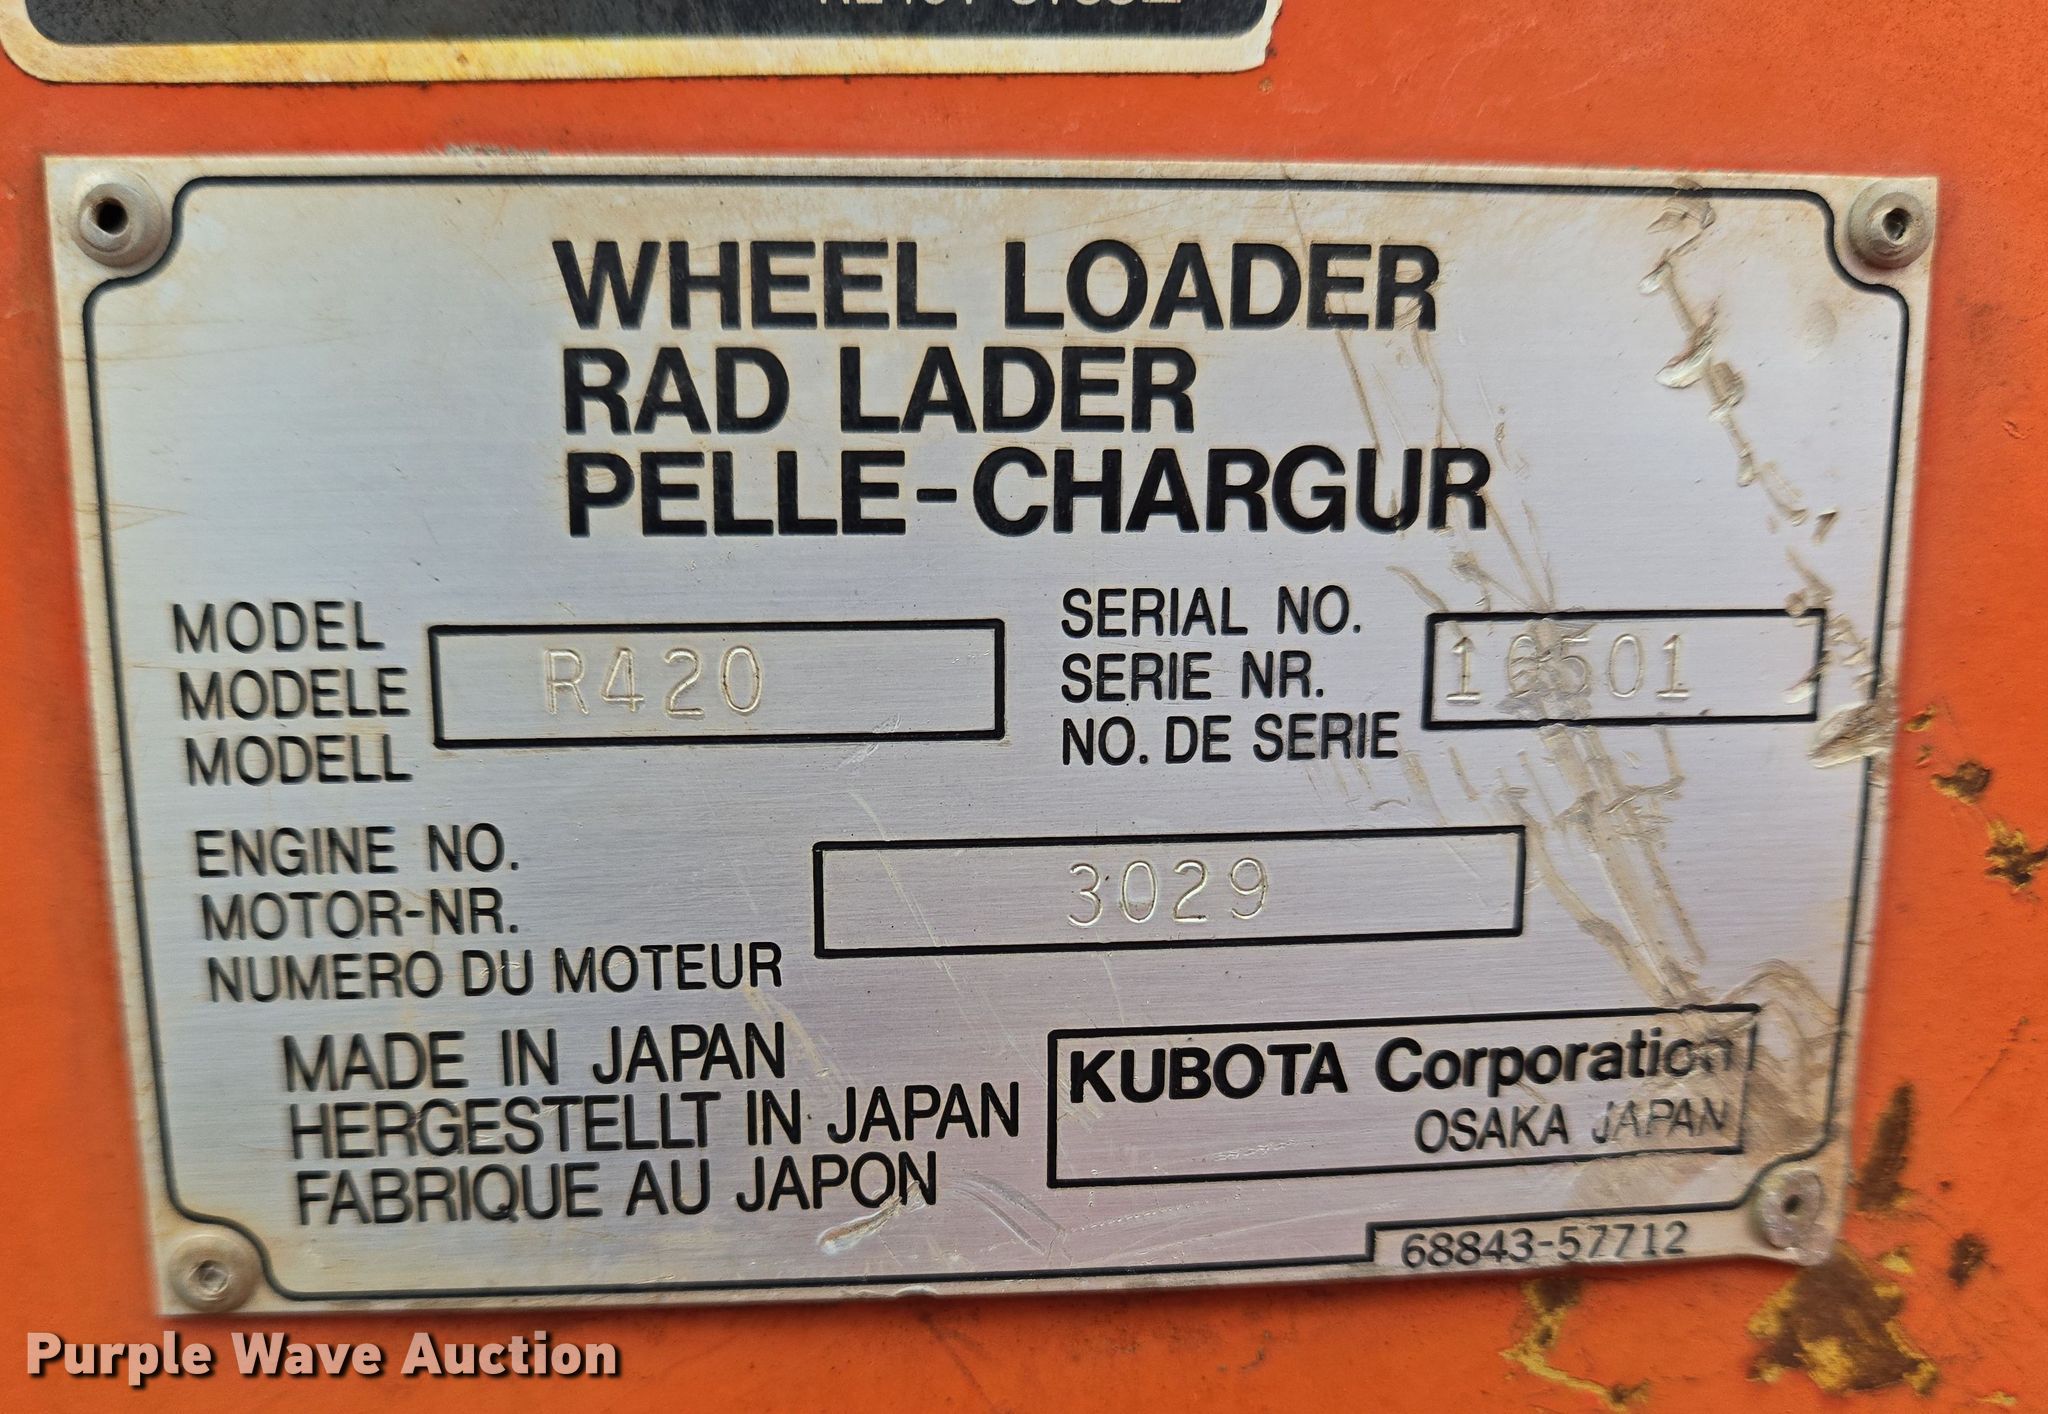 WHEEL LOADER
RAD LADER
PELLE-CHARGUR
MODEL
MODELE
MODELL
R420
SERIAL NO.
SERIE NR.
NO. DE SERIE
10501
ENGINE NO.
MOTOR-NR.
NUMERO DU MOTEUR
3029
MADE IN JAPAN
HERGESTELLT IN JAPAN
FABRIQUE AU JAPON
KUBOTA Corporation
OSAKA JAPAN
68843-57712
Purple Wave Auction